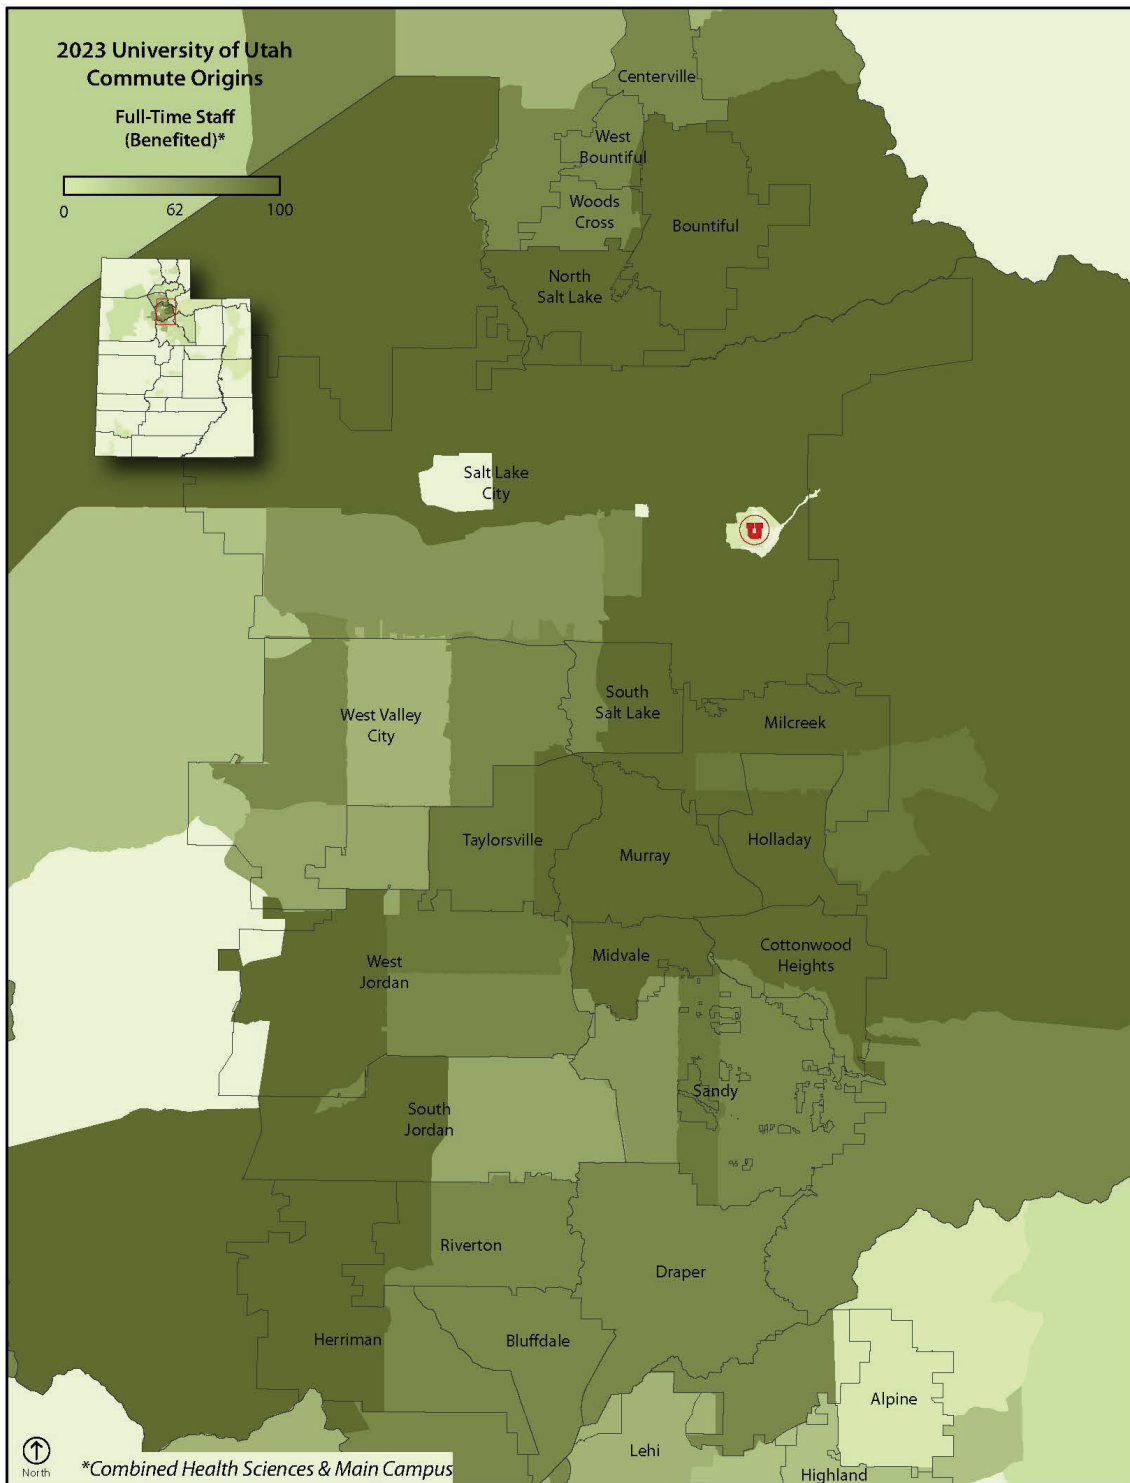 2023 University of Utah
Commute Origins
Full-Time Staff
(Benefited)*
0 62 100
Centerville
West
Bountiful
Woods
Cross
Bountiful
North
Salt Lake
Salt Lake
City
U
South
Salt Lake
West Valley
City
Milcreek
Taylorsville
Murray
Holladay
Cottonwood
Heights
Midvale
West
Jordan
Sandy
South
Jordan
Riverton
Draper
Herriman
Bluffdale
Alpine
Lehi
Highland
North
*Combined Health Sciences & Main Campus